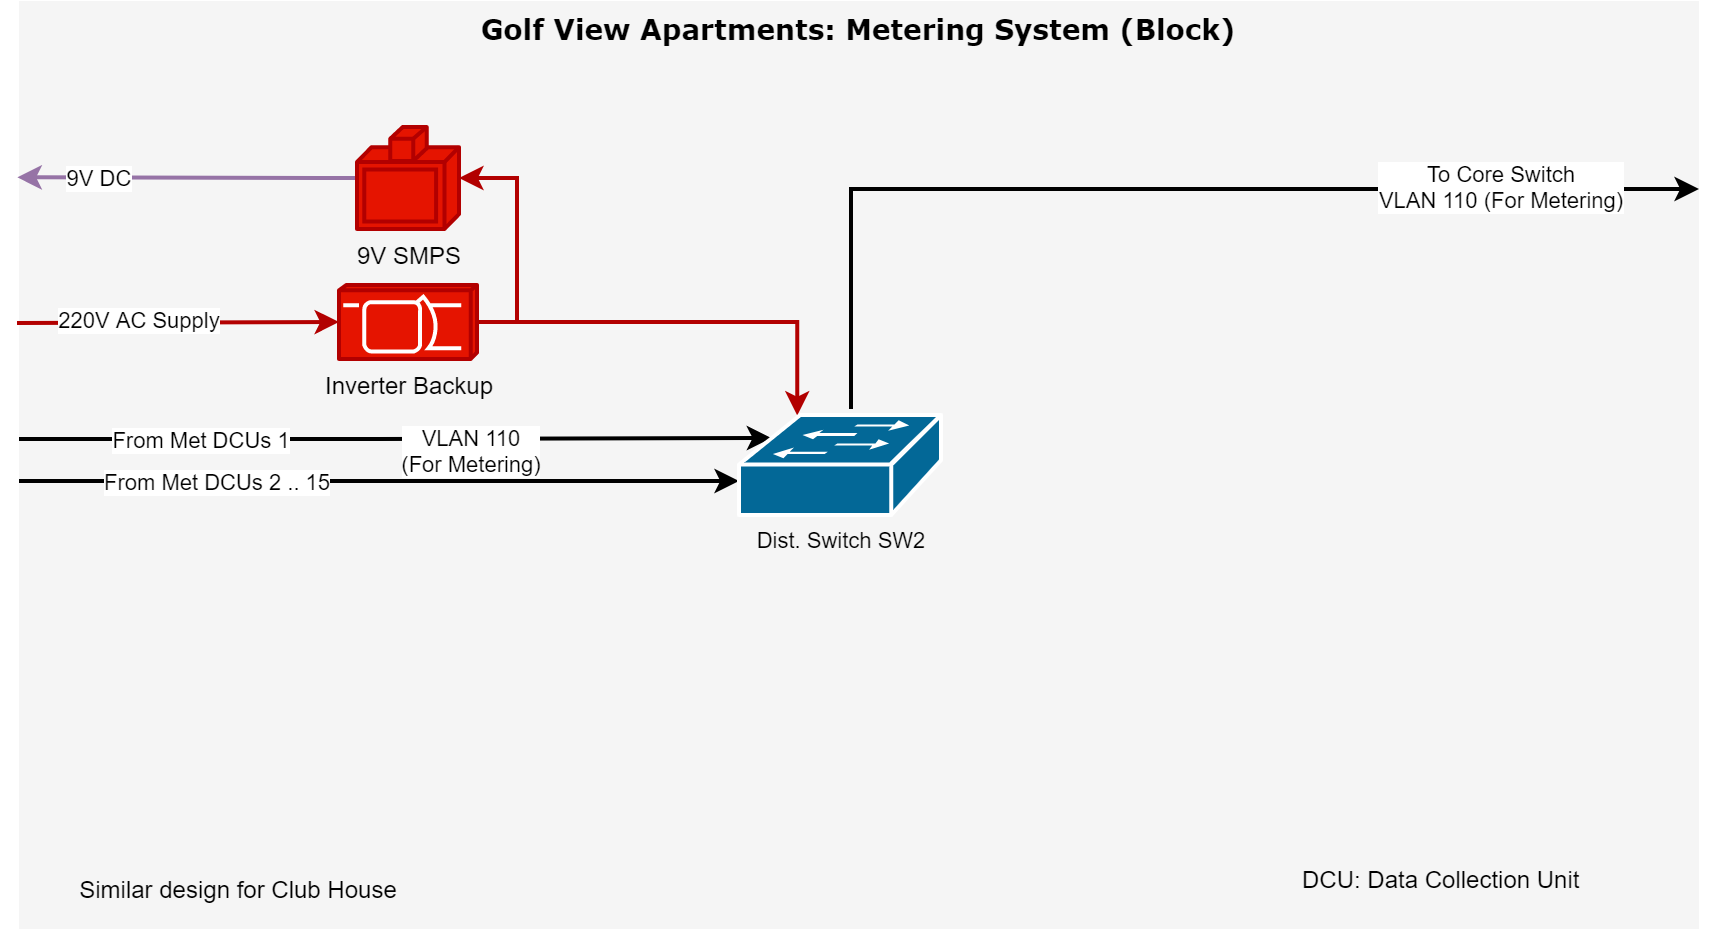 Golf View Apartments: Metering System (Block)
9V DC
To Core Switch
VLAN 110 (For Metering)
9V SMPS
220V AC Supply
Inverter Backup
From Met DCUs 1
VLAN 110
(For Metering)
From Met DCUs 2 .. 15
Dist. Switch SW2
Similar design for Club House
DCU: Data Collection Unit